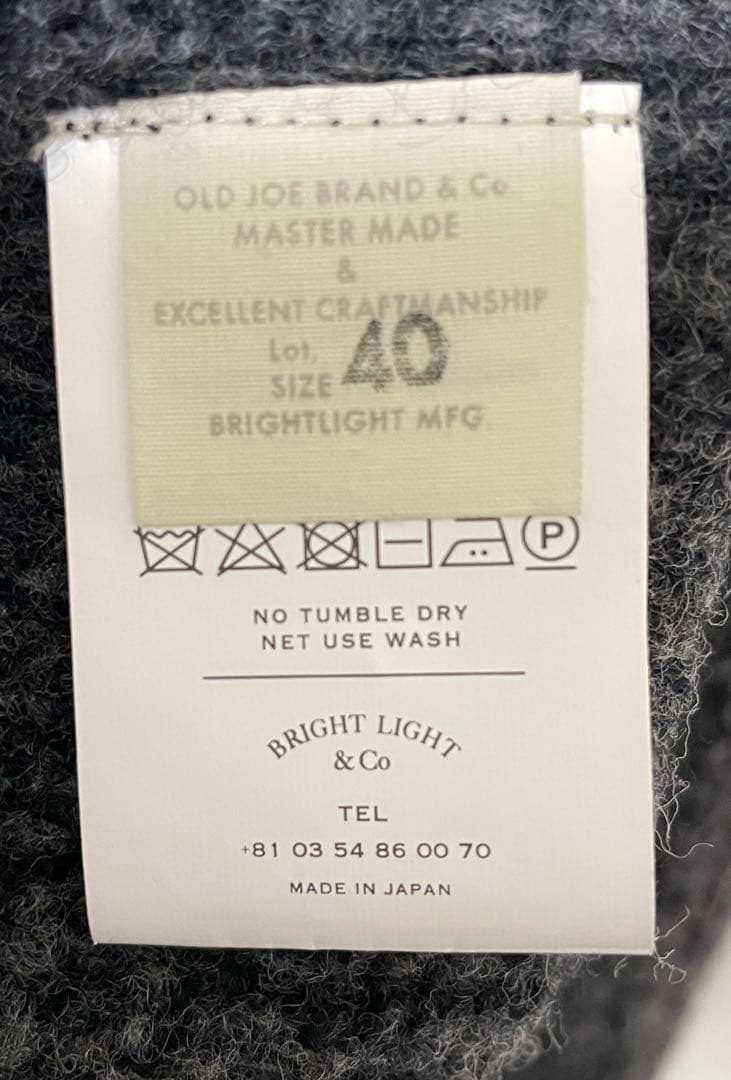 OLD JOE BRAND & Co
MASTER MADE
&
EXCELLENT CRAFTMANSHIP
Lot.
SIZE 40
BRIGHTLIGHT MFG
P
NO TUMBLE DRY
NET USE WASH
BRIGHT LIGHT
& Co
TEL
+81 03 54 86 00 70
MADE IN JAPAN